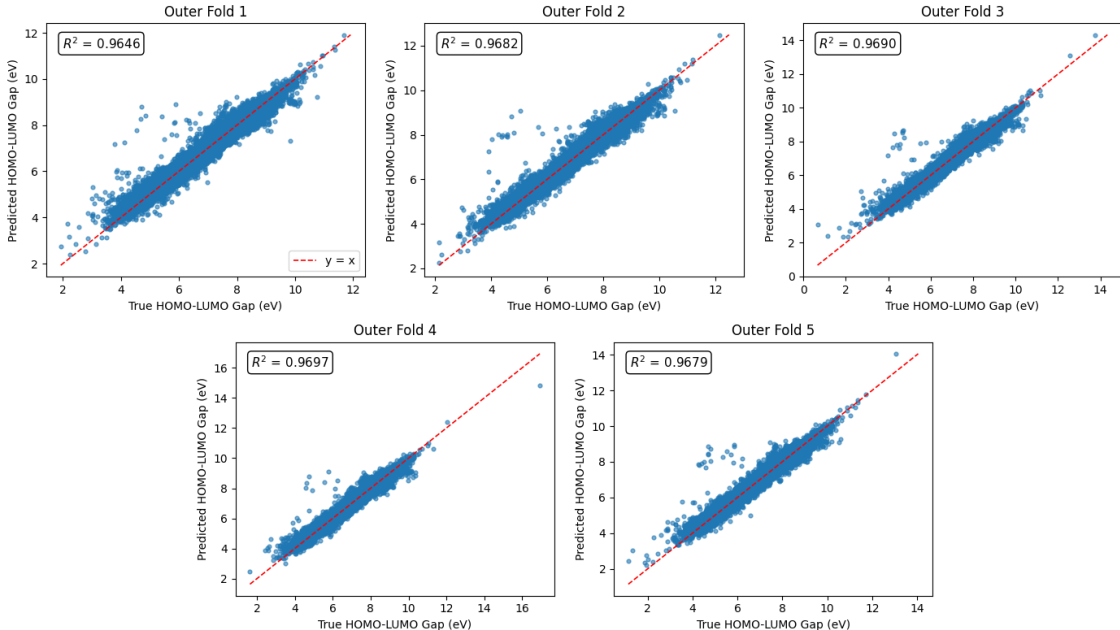 Outer Fold 1
R² = 0.9646
Predicted HOMO-LUMO Gap (eV)
12
10
8
6
4
2
y = x
2 4 6 8 10 12
True HOMO-LUMO Gap (eV)
Outer Fold 2
R² = 0.9682
Predicted HOMO-LUMO Gap (eV)
12
10
8
6
4
2
2 4 6 8 10 12
True HOMO-LUMO Gap (eV)
Outer Fold 3
R² = 0.9690
Predicted HOMO-LUMO Gap (eV)
14
12
10
8
6
4
2
0
0 2 4 6 8 10 12 14
True HOMO-LUMO Gap (eV)
Outer Fold 4
R² = 0.9697
Predicted HOMO-LUMO Gap (eV)
16
14
12
10
8
6
4
2
2 4 6 8 10 12 14 16
True HOMO-LUMO Gap (eV)
Outer Fold 5
R² = 0.9679
Predicted HOMO-LUMO Gap (eV)
14
12
10
8
6
4
2
2 4 6 8 10 12 14
True HOMO-LUMO Gap (eV)